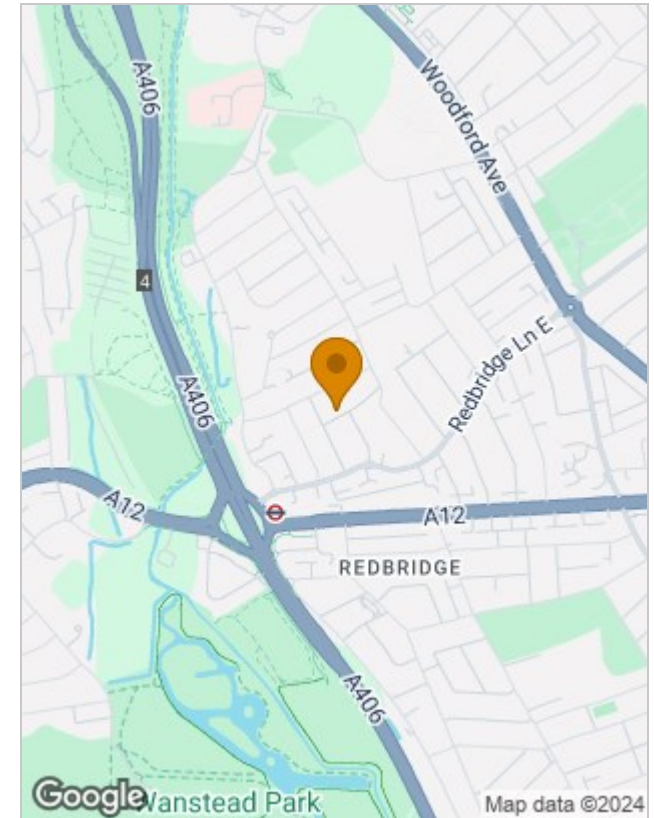 A406
Woodford Ave
4
Redbridge Ln E
A406
A12
A12
REDBRIDGE
A406
Google
Wanstead Park
Map data ©2024